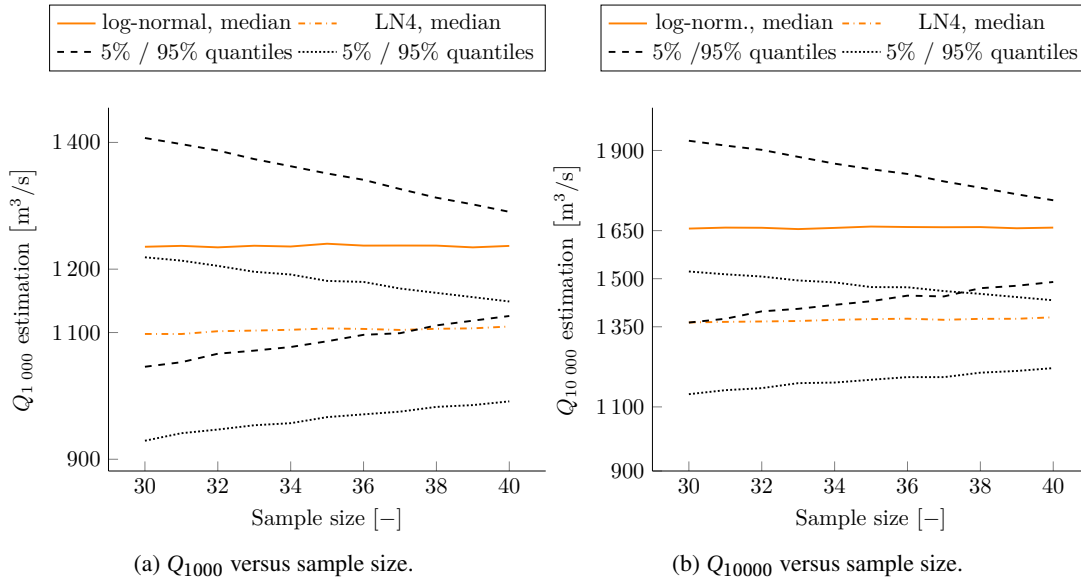 log-normal, median LN4, median
5% / 95% quantiles 5% / 95% quantiles
1 400
1 200
1 100
900
Q1 000 estimation [m³/s]
30 32 34 36 38 40
Sample size [−]
(a) Q1000 versus sample size.
log-norm., median LN4, median
5% /95% quantiles 5% / 95% quantiles
1 900
1 650
1 500
1 350
1 100
900
Q10 000 estimation [m³/s]
30 32 34 36 38 40
Sample size [−]
(b) Q10000 versus sample size.